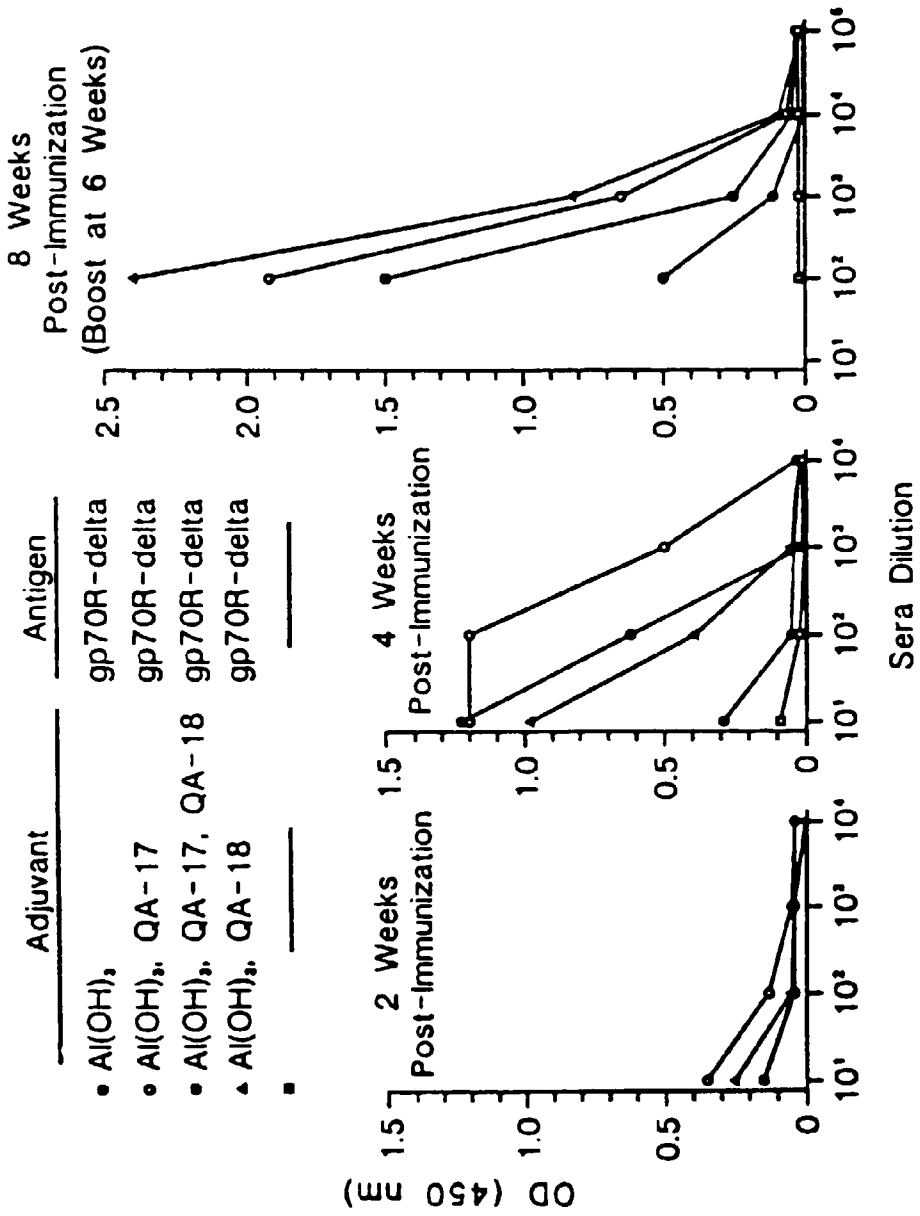 Adjuvant Antigen
Al(OH)₃ gp70R-delta
Al(OH)₃, QA-17 gp70R-delta
Al(OH)₃, QA-17, QA-18 gp70R-delta
Al(OH)₃, QA-18 gp70R-delta
2 Weeks
Post-Immunization
4 Weeks
Post-Immunization
8 Weeks
Post-Immunization
(Boost at 6 Weeks)
OD (450 nm)
1.5
1.0
0.5
0
10¹ 10² 10³ 10⁴
1.5
1.0
0.5
0
10¹ 10² 10³ 10⁴
2.5
2.0
1.5
1.0
0.5
0
10¹ 10² 10³ 10⁴ 10⁵
Sera Dilution